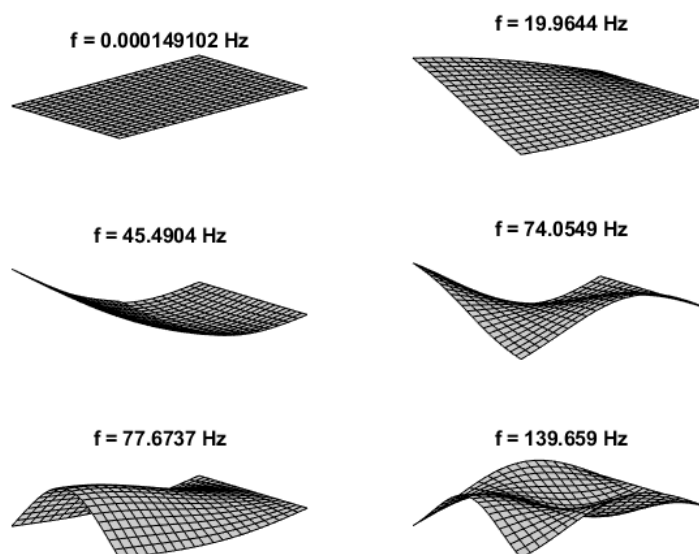 f = 0.000149102 Hz
f = 19.9644 Hz
f = 45.4904 Hz
f = 74.0549 Hz
f = 77.6737 Hz
f = 139.659 Hz